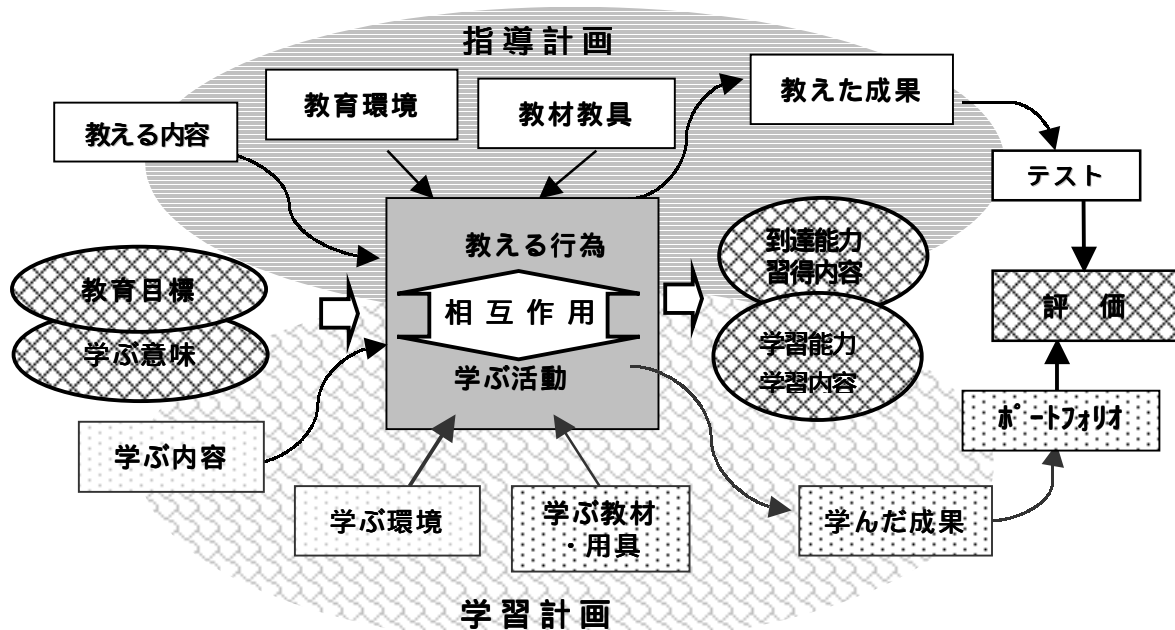 指導計画
教育環境
教材教具
教えた成果
教える内容
テスト
教える行為
到達能力
習得内容
教育目標
相互作用
評 価
学ぶ意味
学習能力
学習内容
学ぶ活動
ポートフォリオ
学ぶ内容
学ぶ環境
学ぶ教材
・用具
学んだ成果
学習計画